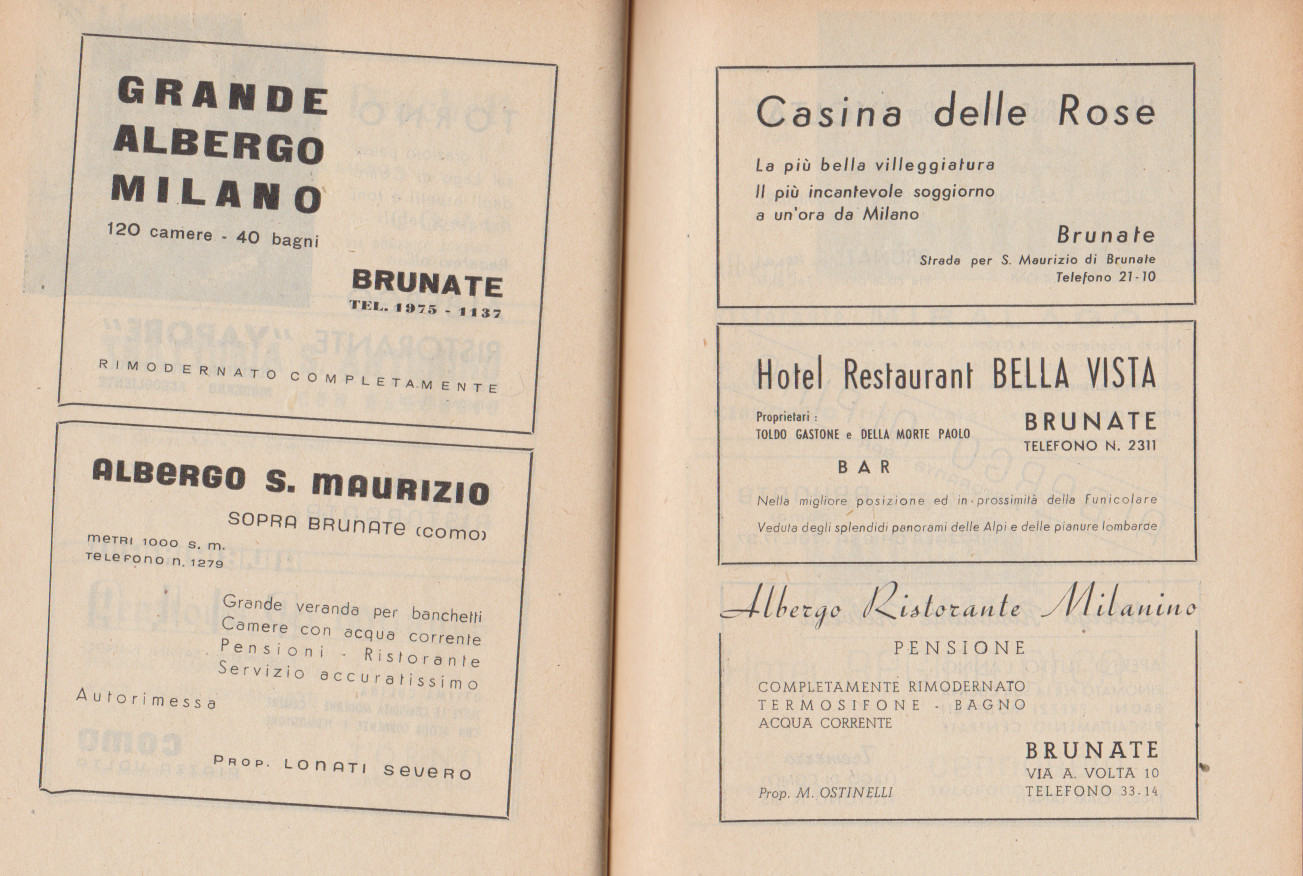 GRANDE
ALBERGO
MILANO
120 camere - 40 bagni
BRUNATE
TEL. 1975 - 1137
RIMODERNATO COMPLETAMENTE
ALBERGO S. MAURIZIO
SOPRA BRUNATE (COMO)
METRI 1000 S. M.
TELEFONO N. 1279
Grande veranda per banchetti
Camere con acqua corrente
Pensioni - Ristorante
Servizio accuratissimo
Autorimessa
PROP. LONATI SEVERO
Casina delle Rose
La più bella villeggiatura
Il più incantevole soggiorno
a un'ora da Milano
Brunate
Strada per S. Maurizio di Brunate
Telefono 21-10
Hotel Restaurant BELLA VISTA
Proprietari :
TOLDO GASTONE e DELLA MORTE PAOLO
BRUNATE
TELEFONO N. 2311
BAR
Nella migliore posizione ed in prossimità della Funicolare
Veduta degli splendidi panorami delle Alpi e delle pianure lombarde
Albergo Ristorante Milanino
PENSIONE
COMPLETAMENTE RIMODERNATO
TERMOSIFONE - BAGNO
ACQUA CORRENTE
BRUNATE
VIA A. VOLTA 10
Prop. M. OSTINELLI
TELEFONO 33.14